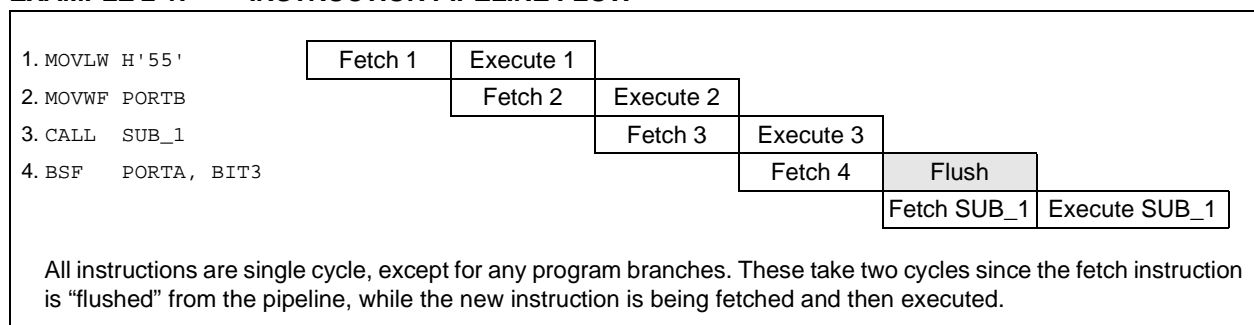 1. MOVLW H'55' Fetch 1 Execute 1
2. MOVWF PORTB Fetch 2 Execute 2
3. CALL SUB_1 Fetch 3 Execute 3
4. BSF PORTA, BIT3 Fetch 4 Flush
Fetch SUB_1 Execute SUB_1
All instructions are single cycle, except for any program branches. These take two cycles since the fetch instruction
is “flushed” from the pipeline, while the new instruction is being fetched and then executed.